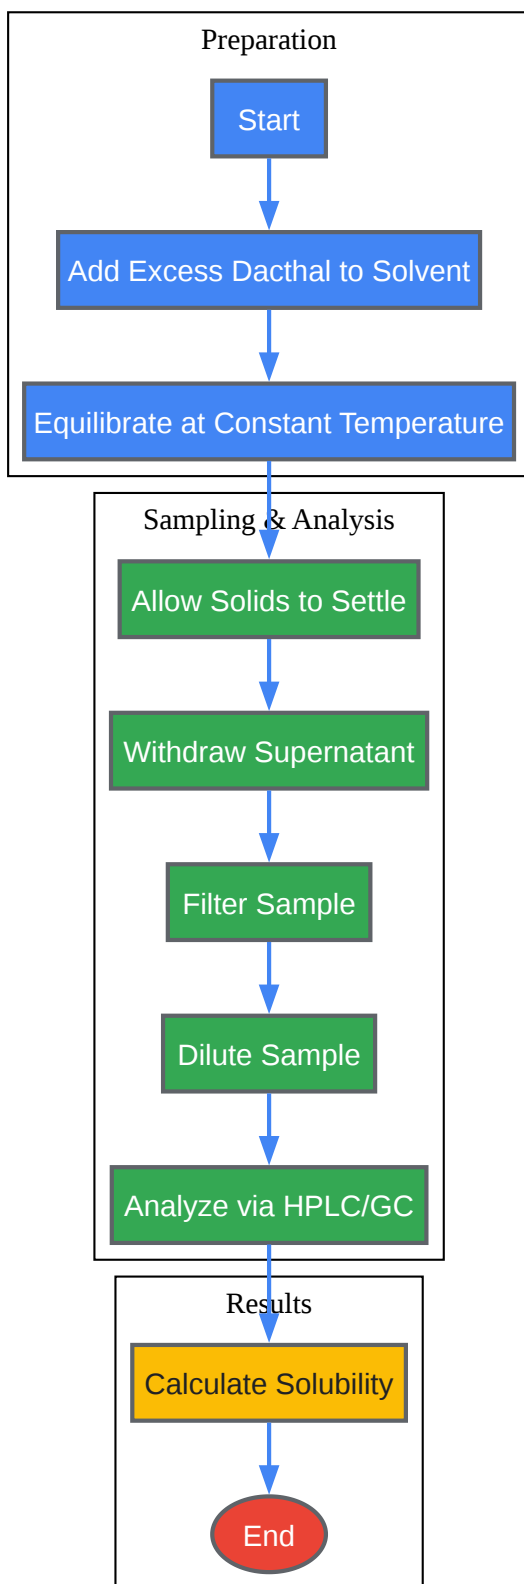 Preparation
Start
Add Excess Dacthal to Solvent
Equilibrate at Constant Temperature
Sampling & Analysis
Allow Solids to Settle
Withdraw Supernatant
Filter Sample
Dilute Sample
Analyze via HPLC/GC
Results
Calculate Solubility
End